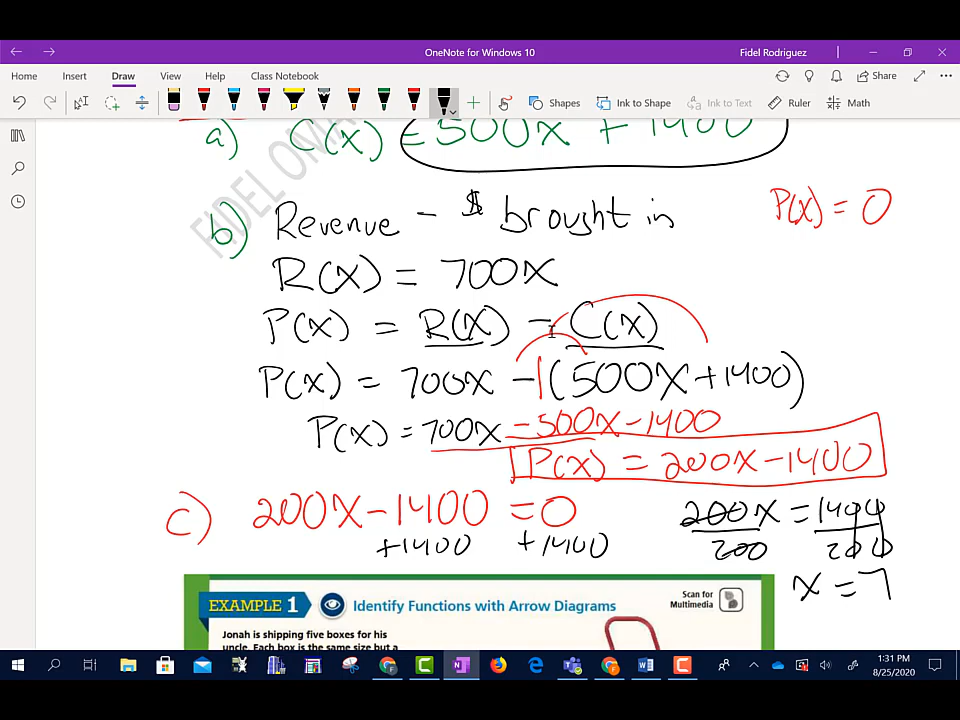 OneNote for Windows 10
Fidel Rodriguez
Home Insert Draw View Help Class Notebook Share
Shapes Ink to Shape Ink to Text Ruler Math
a) C(x) = 500x + 1400
FIDEL
b) Revenue - $ brought in
P(x) = 0
R(x) = 700x
P(x) = R(x) - C(x)
P(x) = 700x -1(500x+1400)
P(x) = 700x -500x-1400
P(x) = 200x-1400
c) 200x-1400 =0
+1400 +1400
200x = 1400
200 200
x = 7
EXAMPLE 1 Identify Functions with Arrow Diagrams
Scan for
Multimedia
Jonah is shipping five boxes for his
uncle. Each box is the same size but a
1:31 PM
8/25/2020